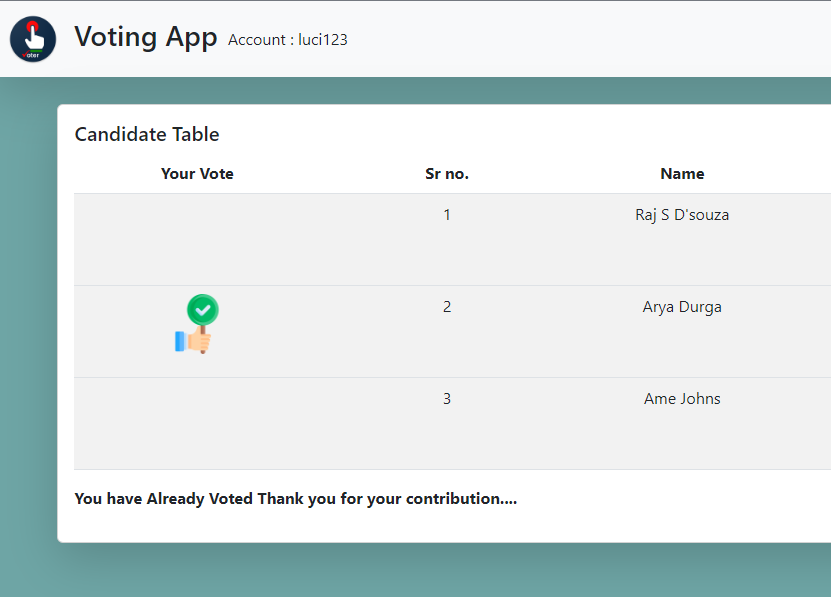 Voting App Account : luci123
Candidate Table
Your Vote Sr no. Name
1 Raj S D'souza
2 Arya Durga
3 Ame Johns
You have Already Voted Thank you for your contribution....